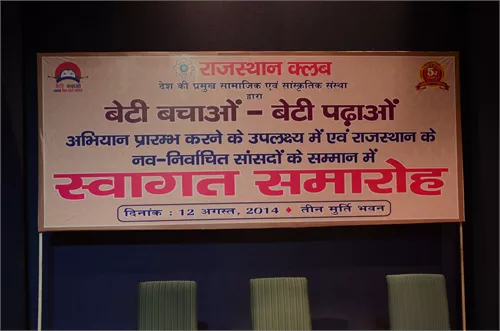 राजस्थान क्लब
देश की प्रमुख सामाजिक एवं सांस्कृतिक संस्था
द्वारा
बेटी बचाओं - बेटी पढ़ाओं
अभियान प्रारम्भ करने के उपलक्ष्य में एवं राजस्थान के
नव-निर्वाचित सांसदों के सम्मान में
स्वागत समारोह
दिनांक : 12 अगस्त, 2014 ♦ तीन मुर्ति भवन
बेटी बचाओ